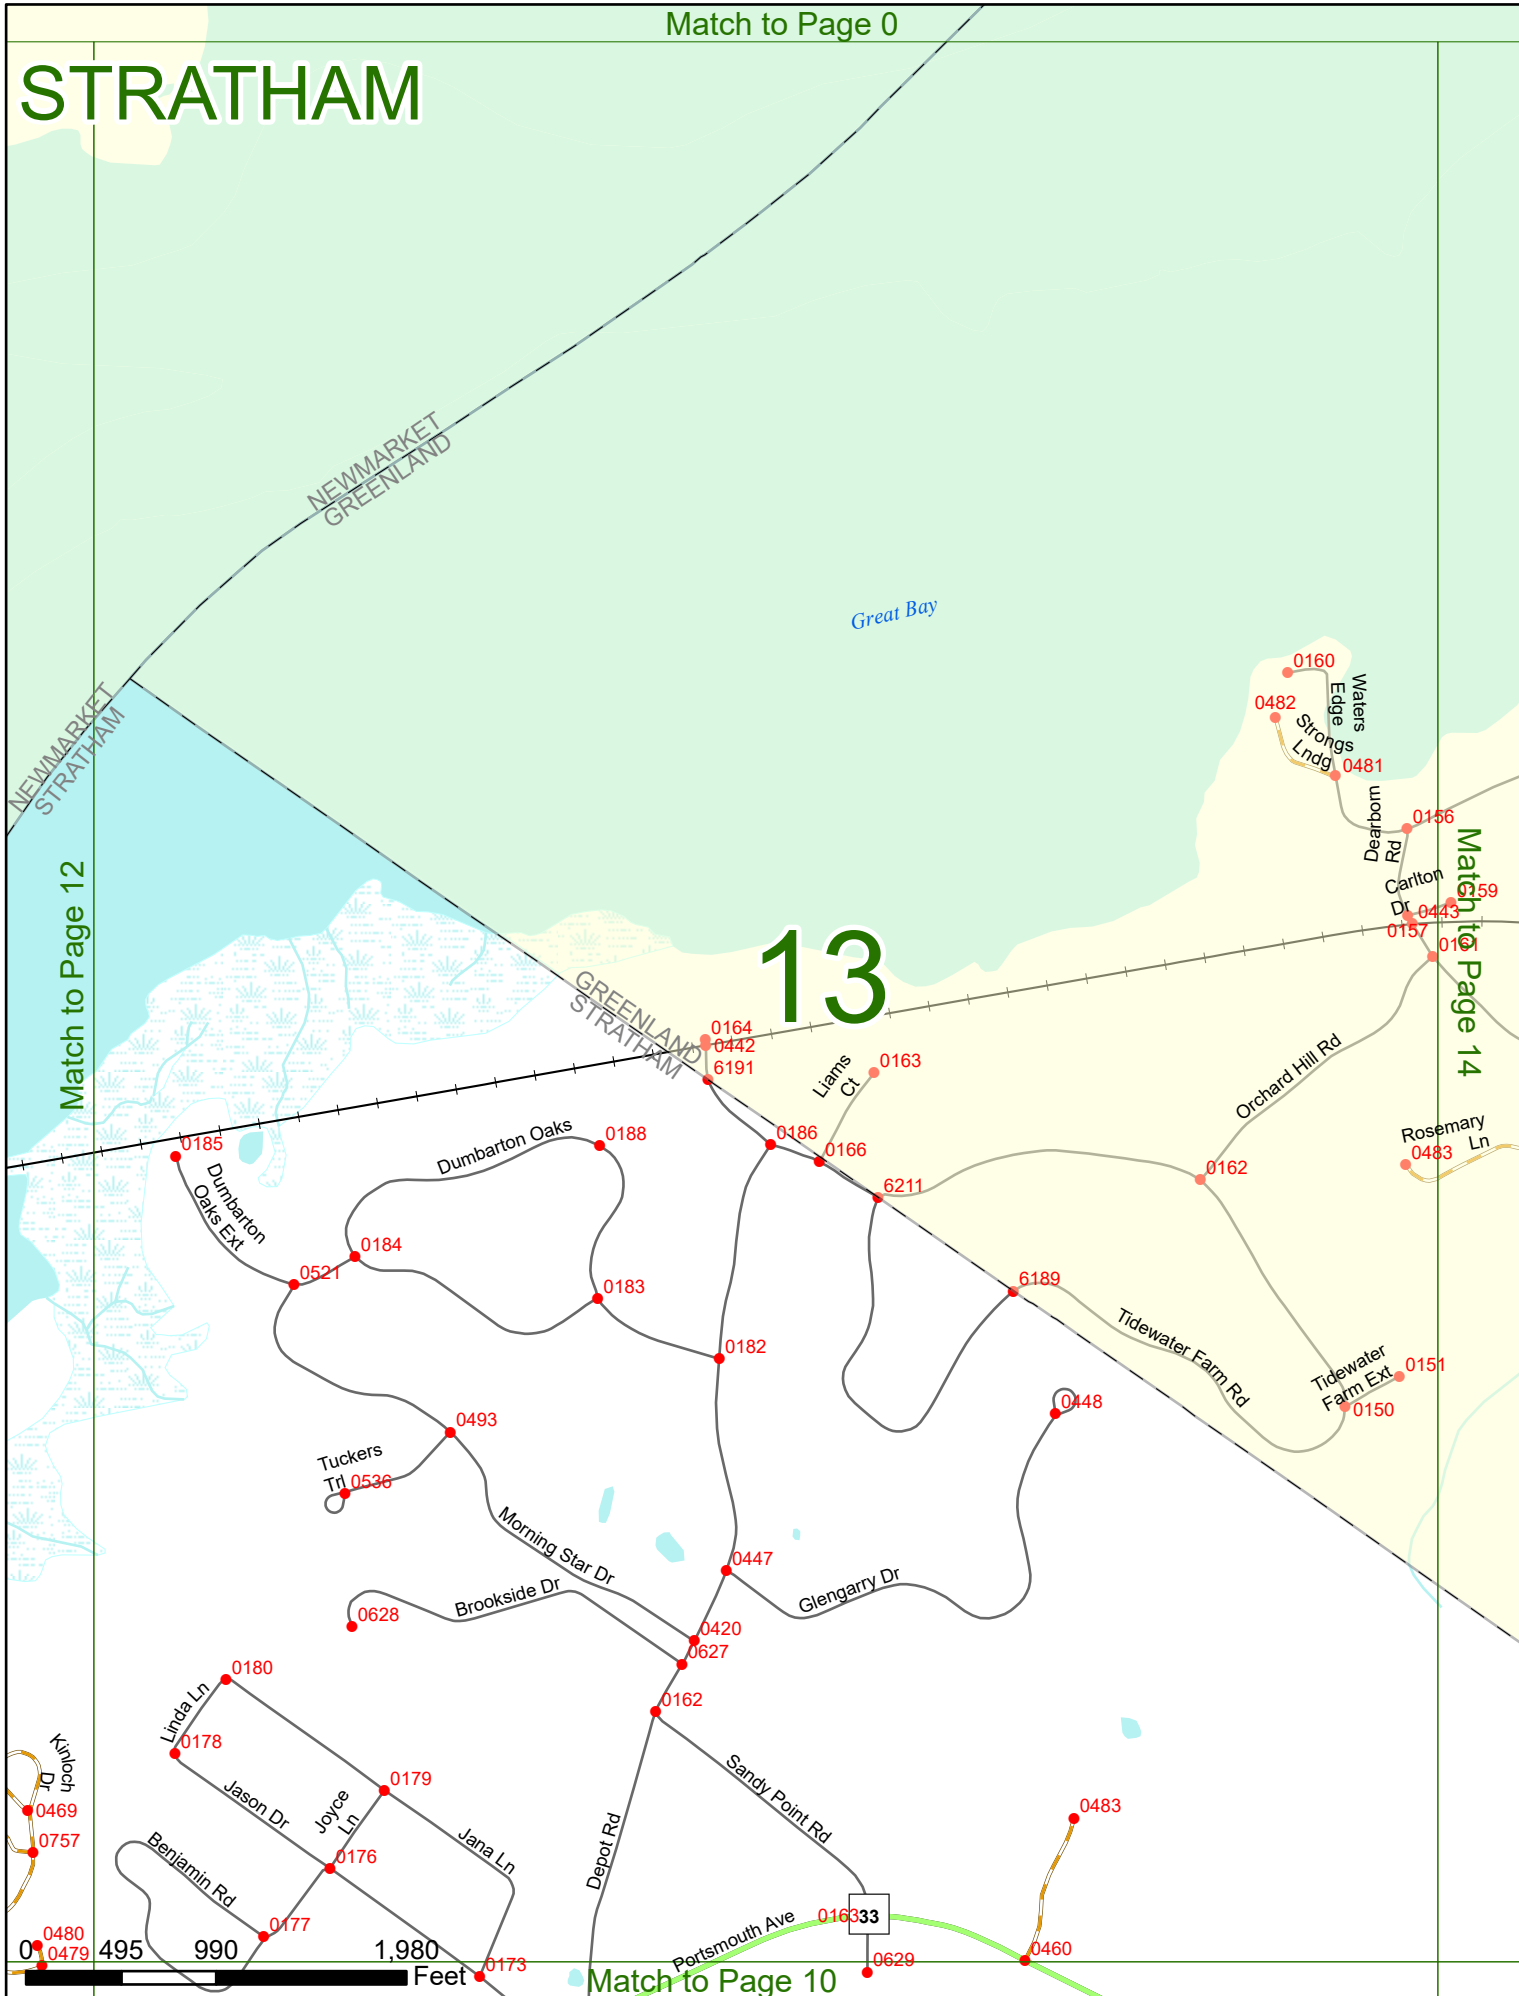 Match to Page 0
STRATHAM
NEWMARKET
GREENLAND
Great Bay
0160
Waters
Edge
0482
Strongs
Lndg
0481
NEWMARKET
STRATHAM
Dearborn
Rd
0156
Match to Page 12
Match to Page 14
Carlton
Dr
0159
0443
0157
0161
13
GREENLAND
STRATHAM
0164
0442
6191
Liams
Ct
0163
Orchard Hill Rd
Rosemary
Ln
0483
0185
Dumbarton Oaks
0188
0186
0166
0162
6211
Dumbarton
Oaks Ext
0184
0521
0183
6189
0182
Tidewater Farm Rd
Tidewater
Farm Ext
0151
0150
0448
0493
Tuckers
Trl
0536
Morning Star Dr
0447
Glengarry Dr
Brookside Dr
0628
0420
0627
0180
Linda Ln
0162
0178
Kinloch
Dr
0179
Sandy Point Rd
Jason Dr
Joyce
Ln
0469
0483
0757
Jana Ln
Depot Rd
Benjamin Rd
0176
0177
Portsmouth Ave
0163
33
0480
0479
0 495 990 1,980
Feet
0173
0629
0460
Match to Page 10